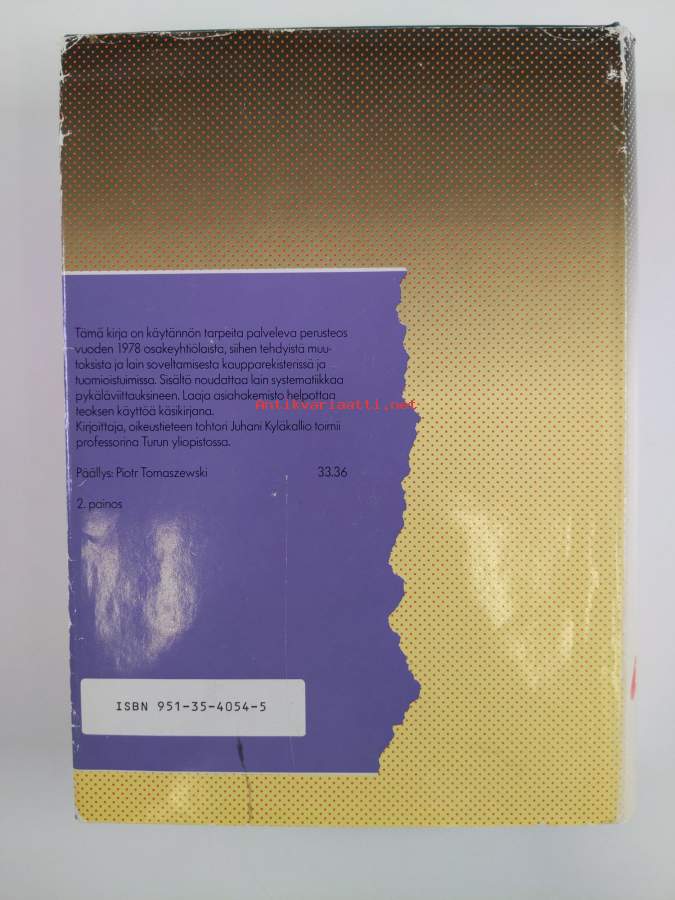 Tämä kirja on käytännön tarpeita palveleva perusteos
vuoden 1978 osakeyhtiölaista, siihen tehdyistä muu-
toksista ja lain soveltamisesta kaupparekisterissä ja
tuomioistuimissa. Sisältö noudattaa lain systematiikkaa
pykäläviittauksineen. Laaja asiahakemisto helpottaa
teoksen käyttöä käsikirjana.
Antikvariaatti.net
Kirjoittaja, oikeustieteen tohtori Juhani Kyläkallio toimii
professorina Turun yliopistossa.
Päällys: Piotr Tomaszewski 33.36
2. painos
ISBN 951-35-4054-5